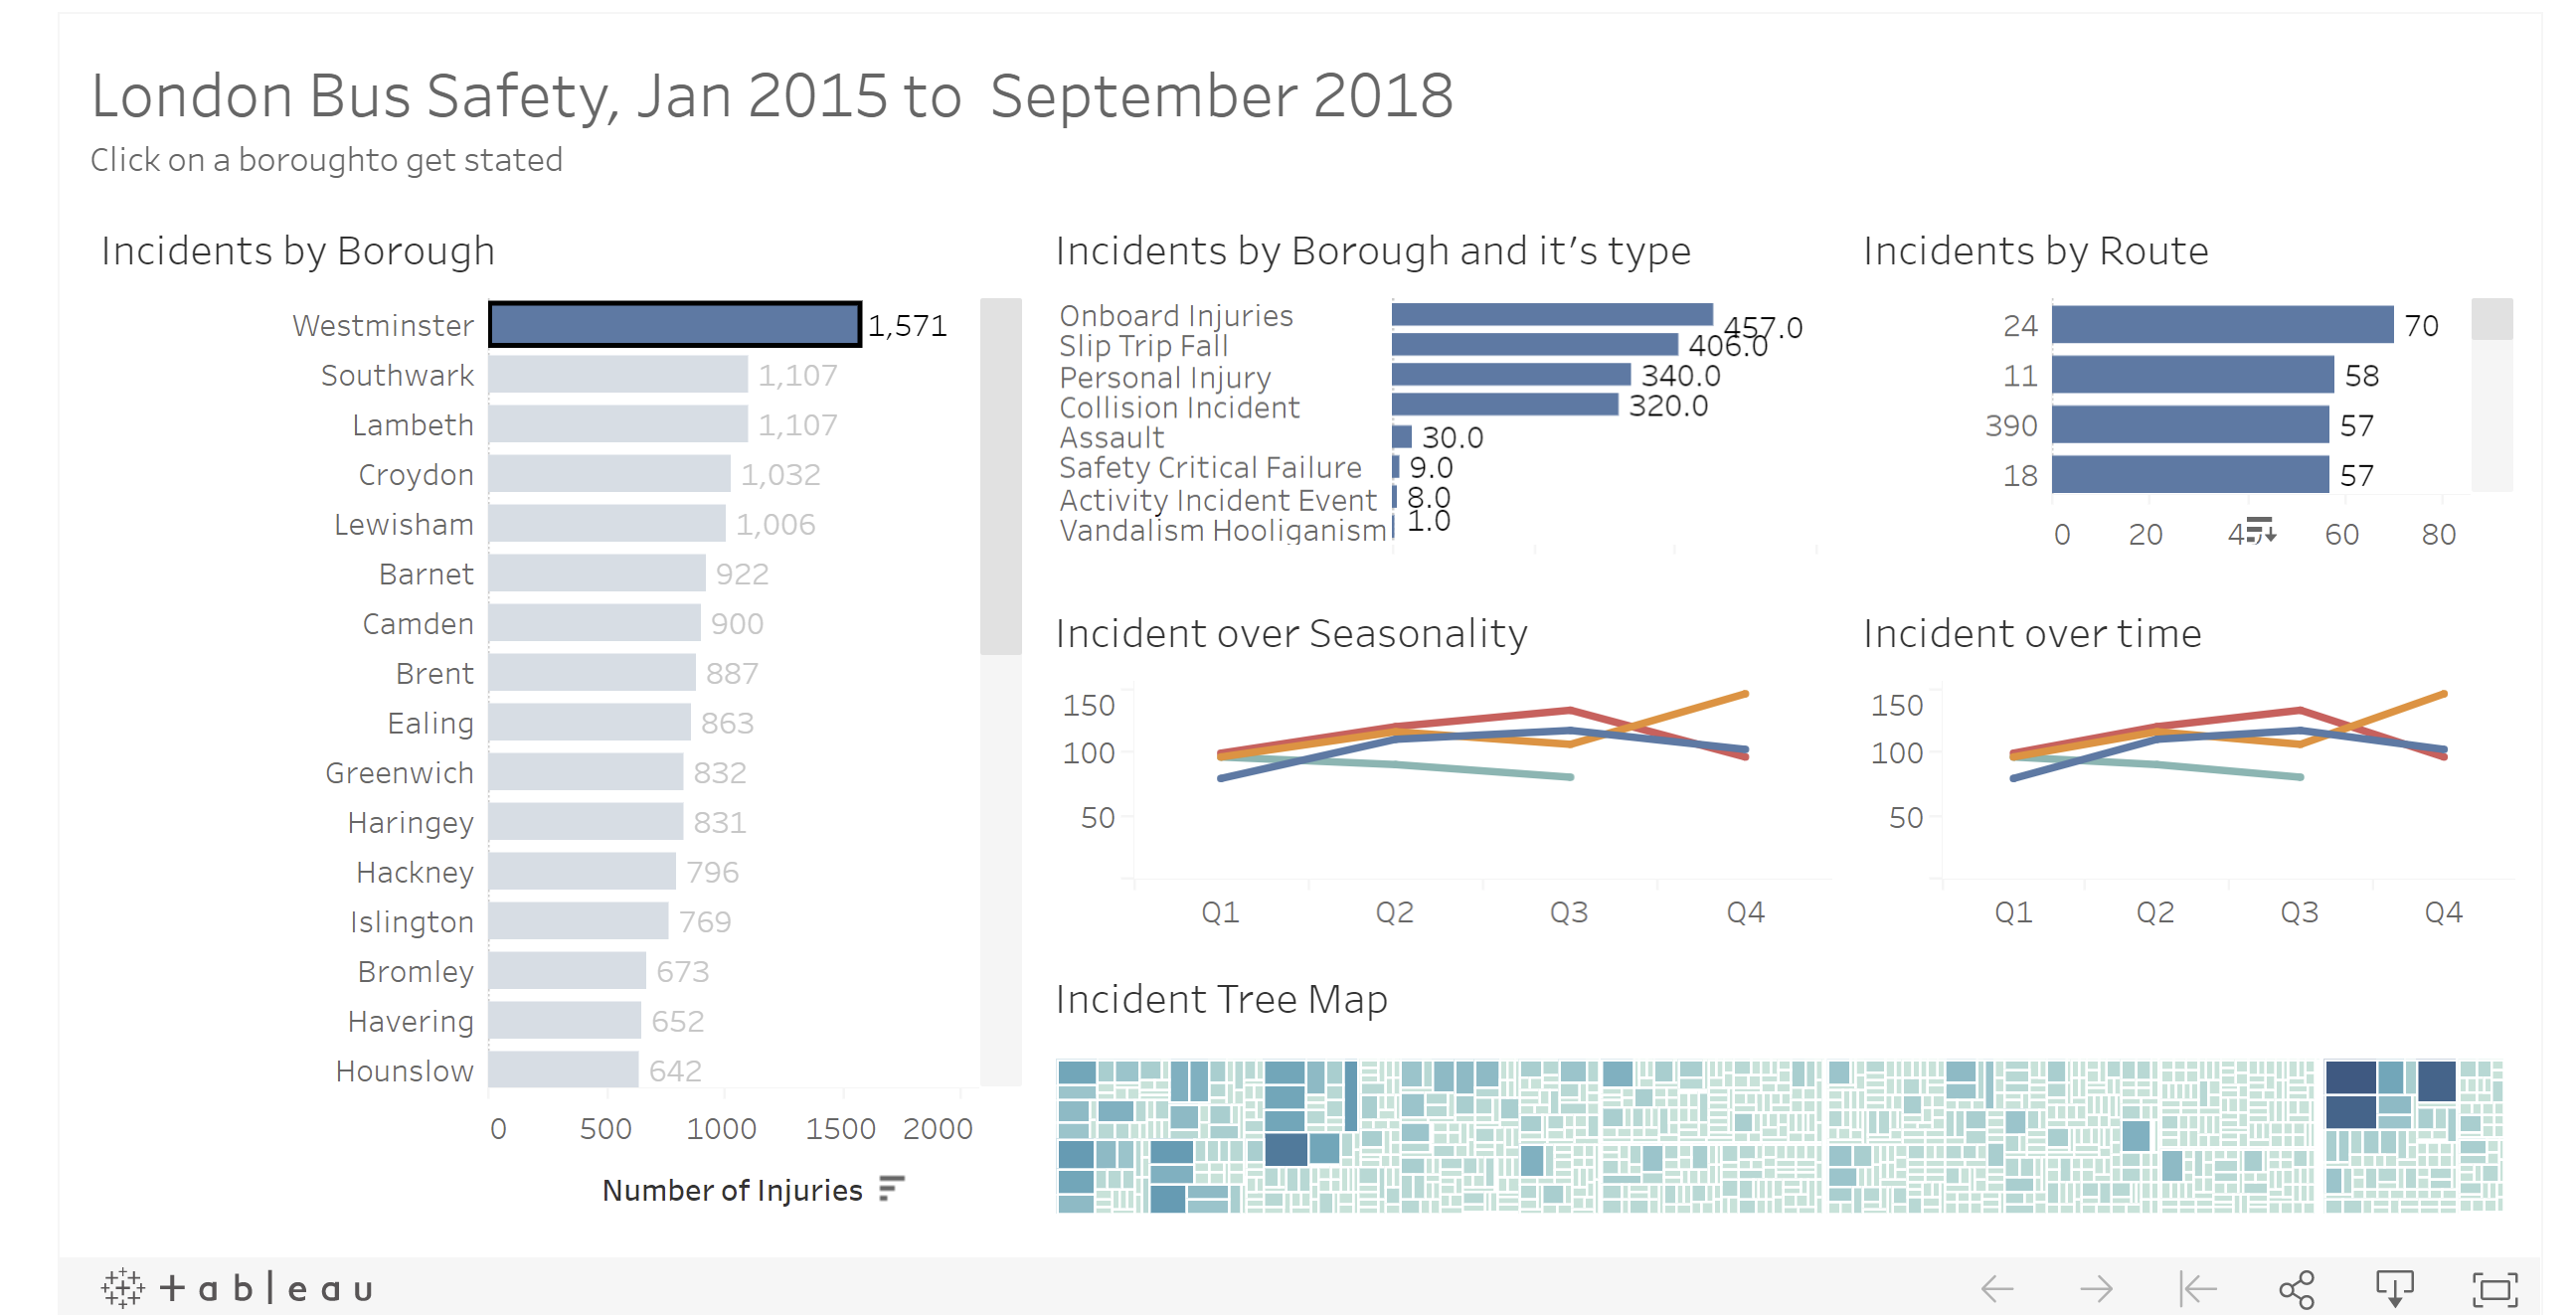 London Bus Safety, Jan 2015 to  September 2018
Click on a boroughto get stated
Incidents by Borough
Westminster 1,571
Southwark 1,107
Lambeth 1,107
Croydon 1,032
Lewisham 1,006
Barnet 922
Camden 900
Brent 887
Ealing 863
Greenwich 832
Haringey 831
Hackney 796
Islington 769
Bromley 673
Havering 652
Hounslow 642
0 500 1000 1500 2000
Number of Injuries
Incidents by Borough and it's type
Onboard Injuries 457.0
Slip Trip Fall 406.0
Personal Injury 340.0
Collision Incident 320.0
Assault 30.0
Safety Critical Failure 9.0
Activity Incident Event 8.0
Vandalism Hooliganism 1.0
Incidents by Route
24 70
11 58
390 57
18 57
0 20 60 80
Incident over Seasonality
150
100
50
Q1 Q2 Q3 Q4
Incident over time
150
100
50
Q1 Q2 Q3 Q4
Incident Tree Map
+ a b l e a u